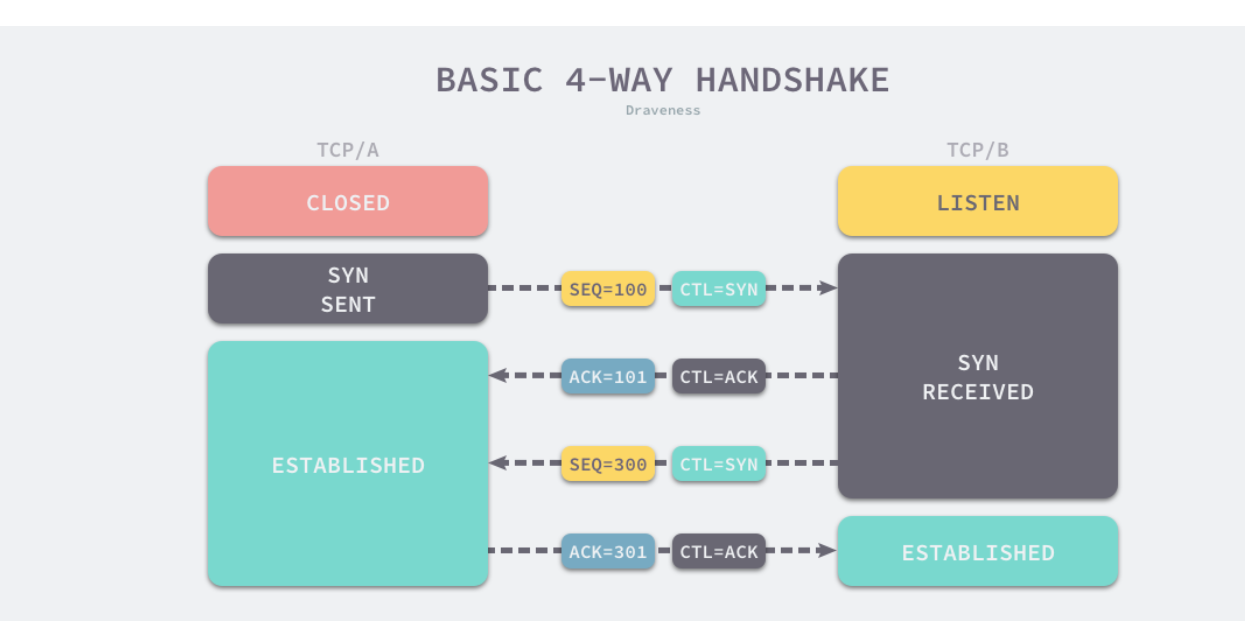 BASIC 4-WAY HANDSHAKE
Draveness
TCP/A
TCP/B
CLOSED
LISTEN
SYN
SENT
SEQ=100
CTL=SYN
SYN
RECEIVED
ACK=101
CTL=ACK
ESTABLISHED
SEQ=300
CTL=SYN
ACK=301
CTL=ACK
ESTABLISHED